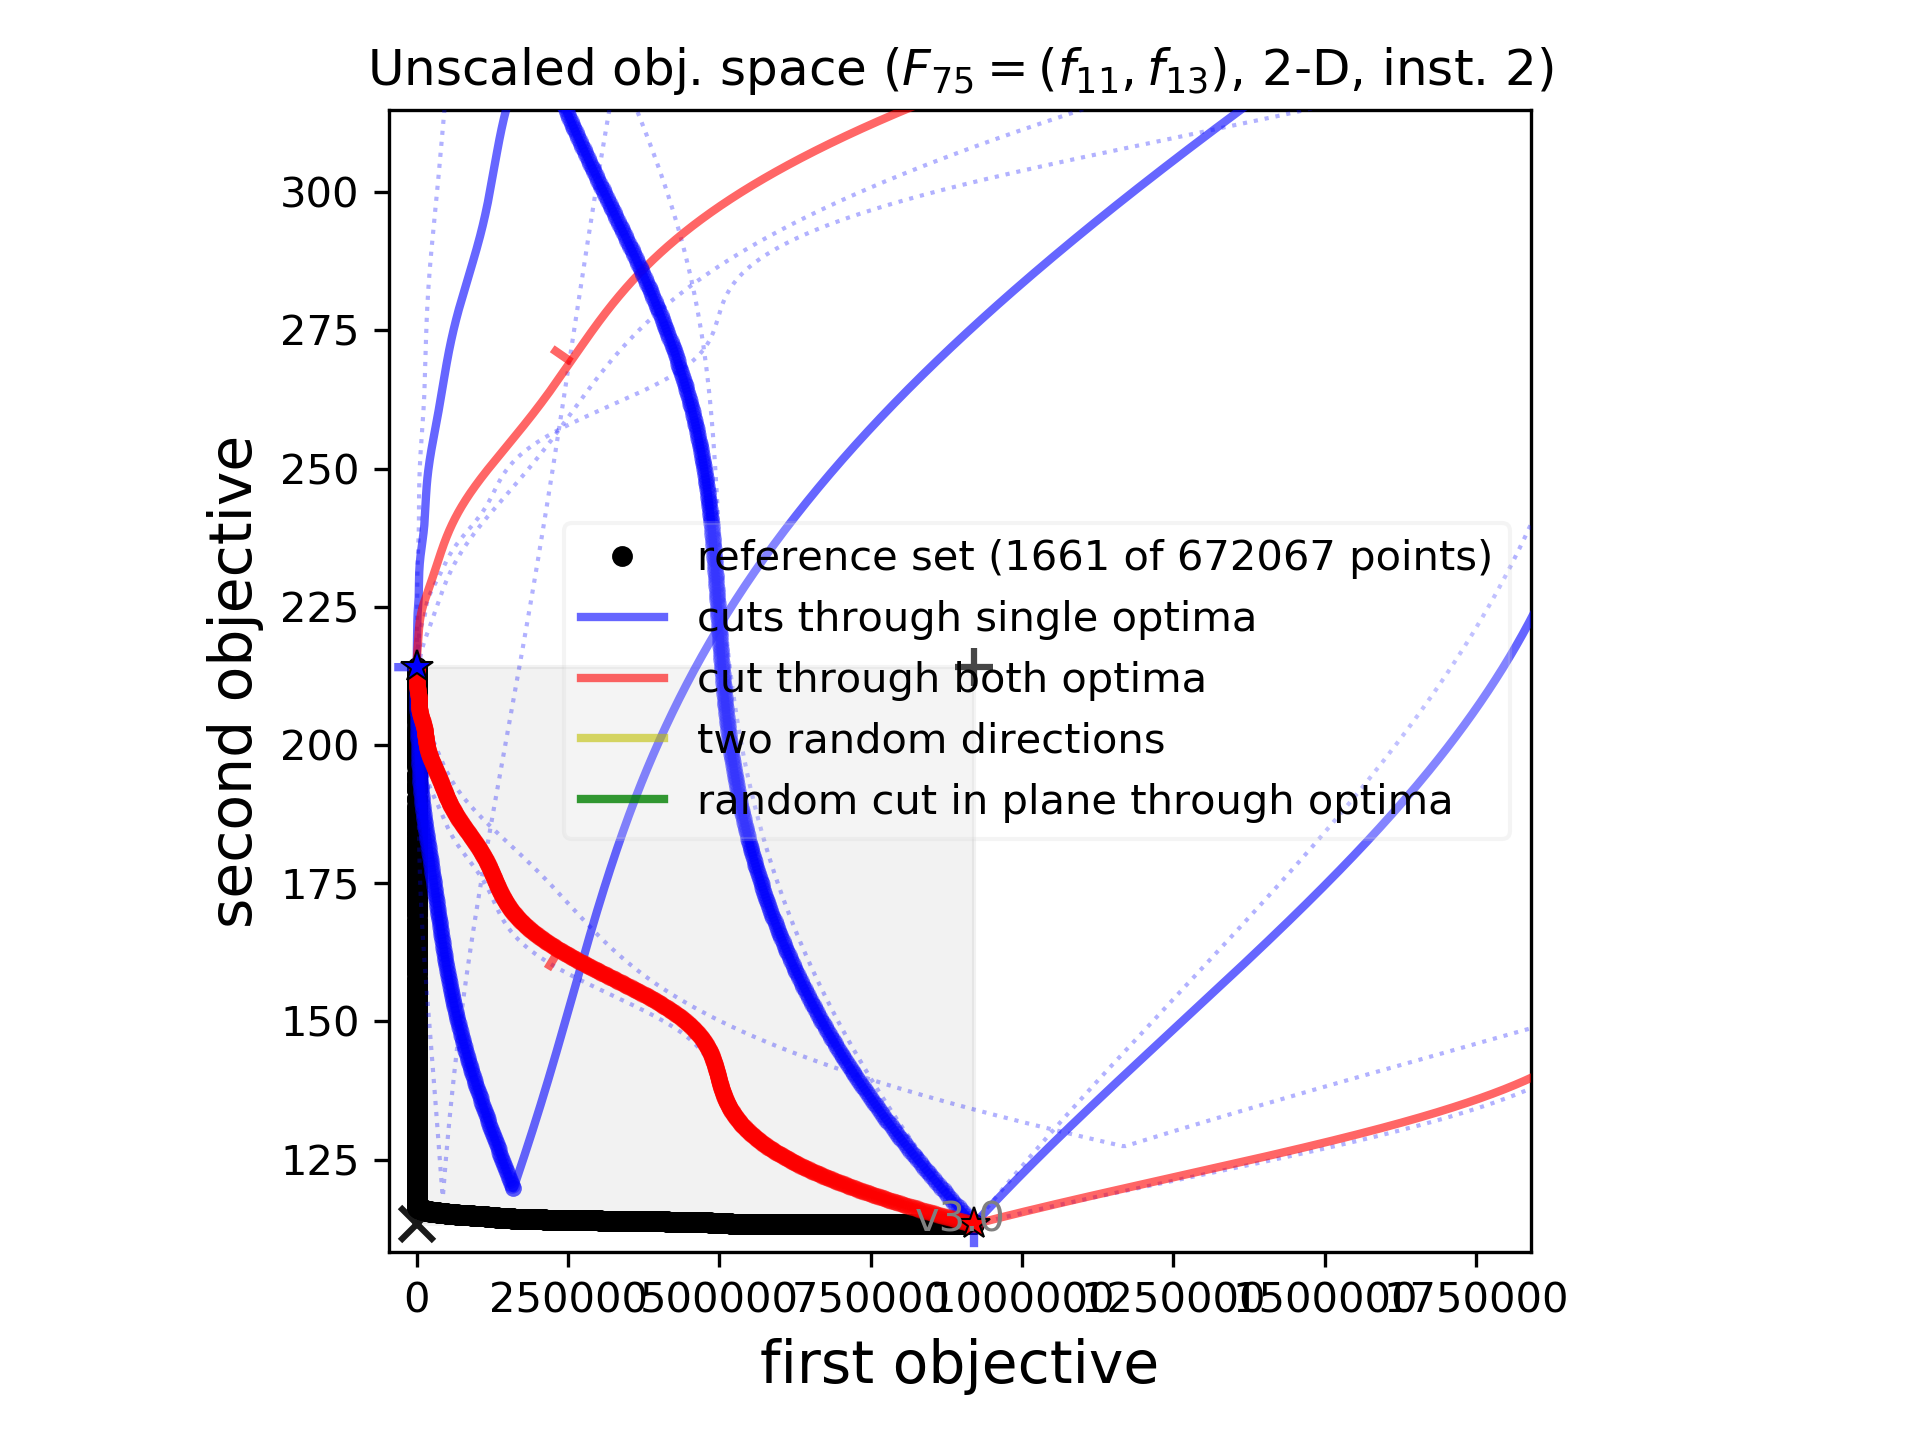 Unscaled obj. space (F75 = (f11, f13), 2-D, inst. 2)
300
275
250
225
200
175
150
125
second objective
reference set (1661 of 672067 points)
cuts through single optima
cut through both optima
two random directions
random cut in plane through optima
v3.0
0 250000 500000 750000 1000000 1250000 1500000 1750000
first objective